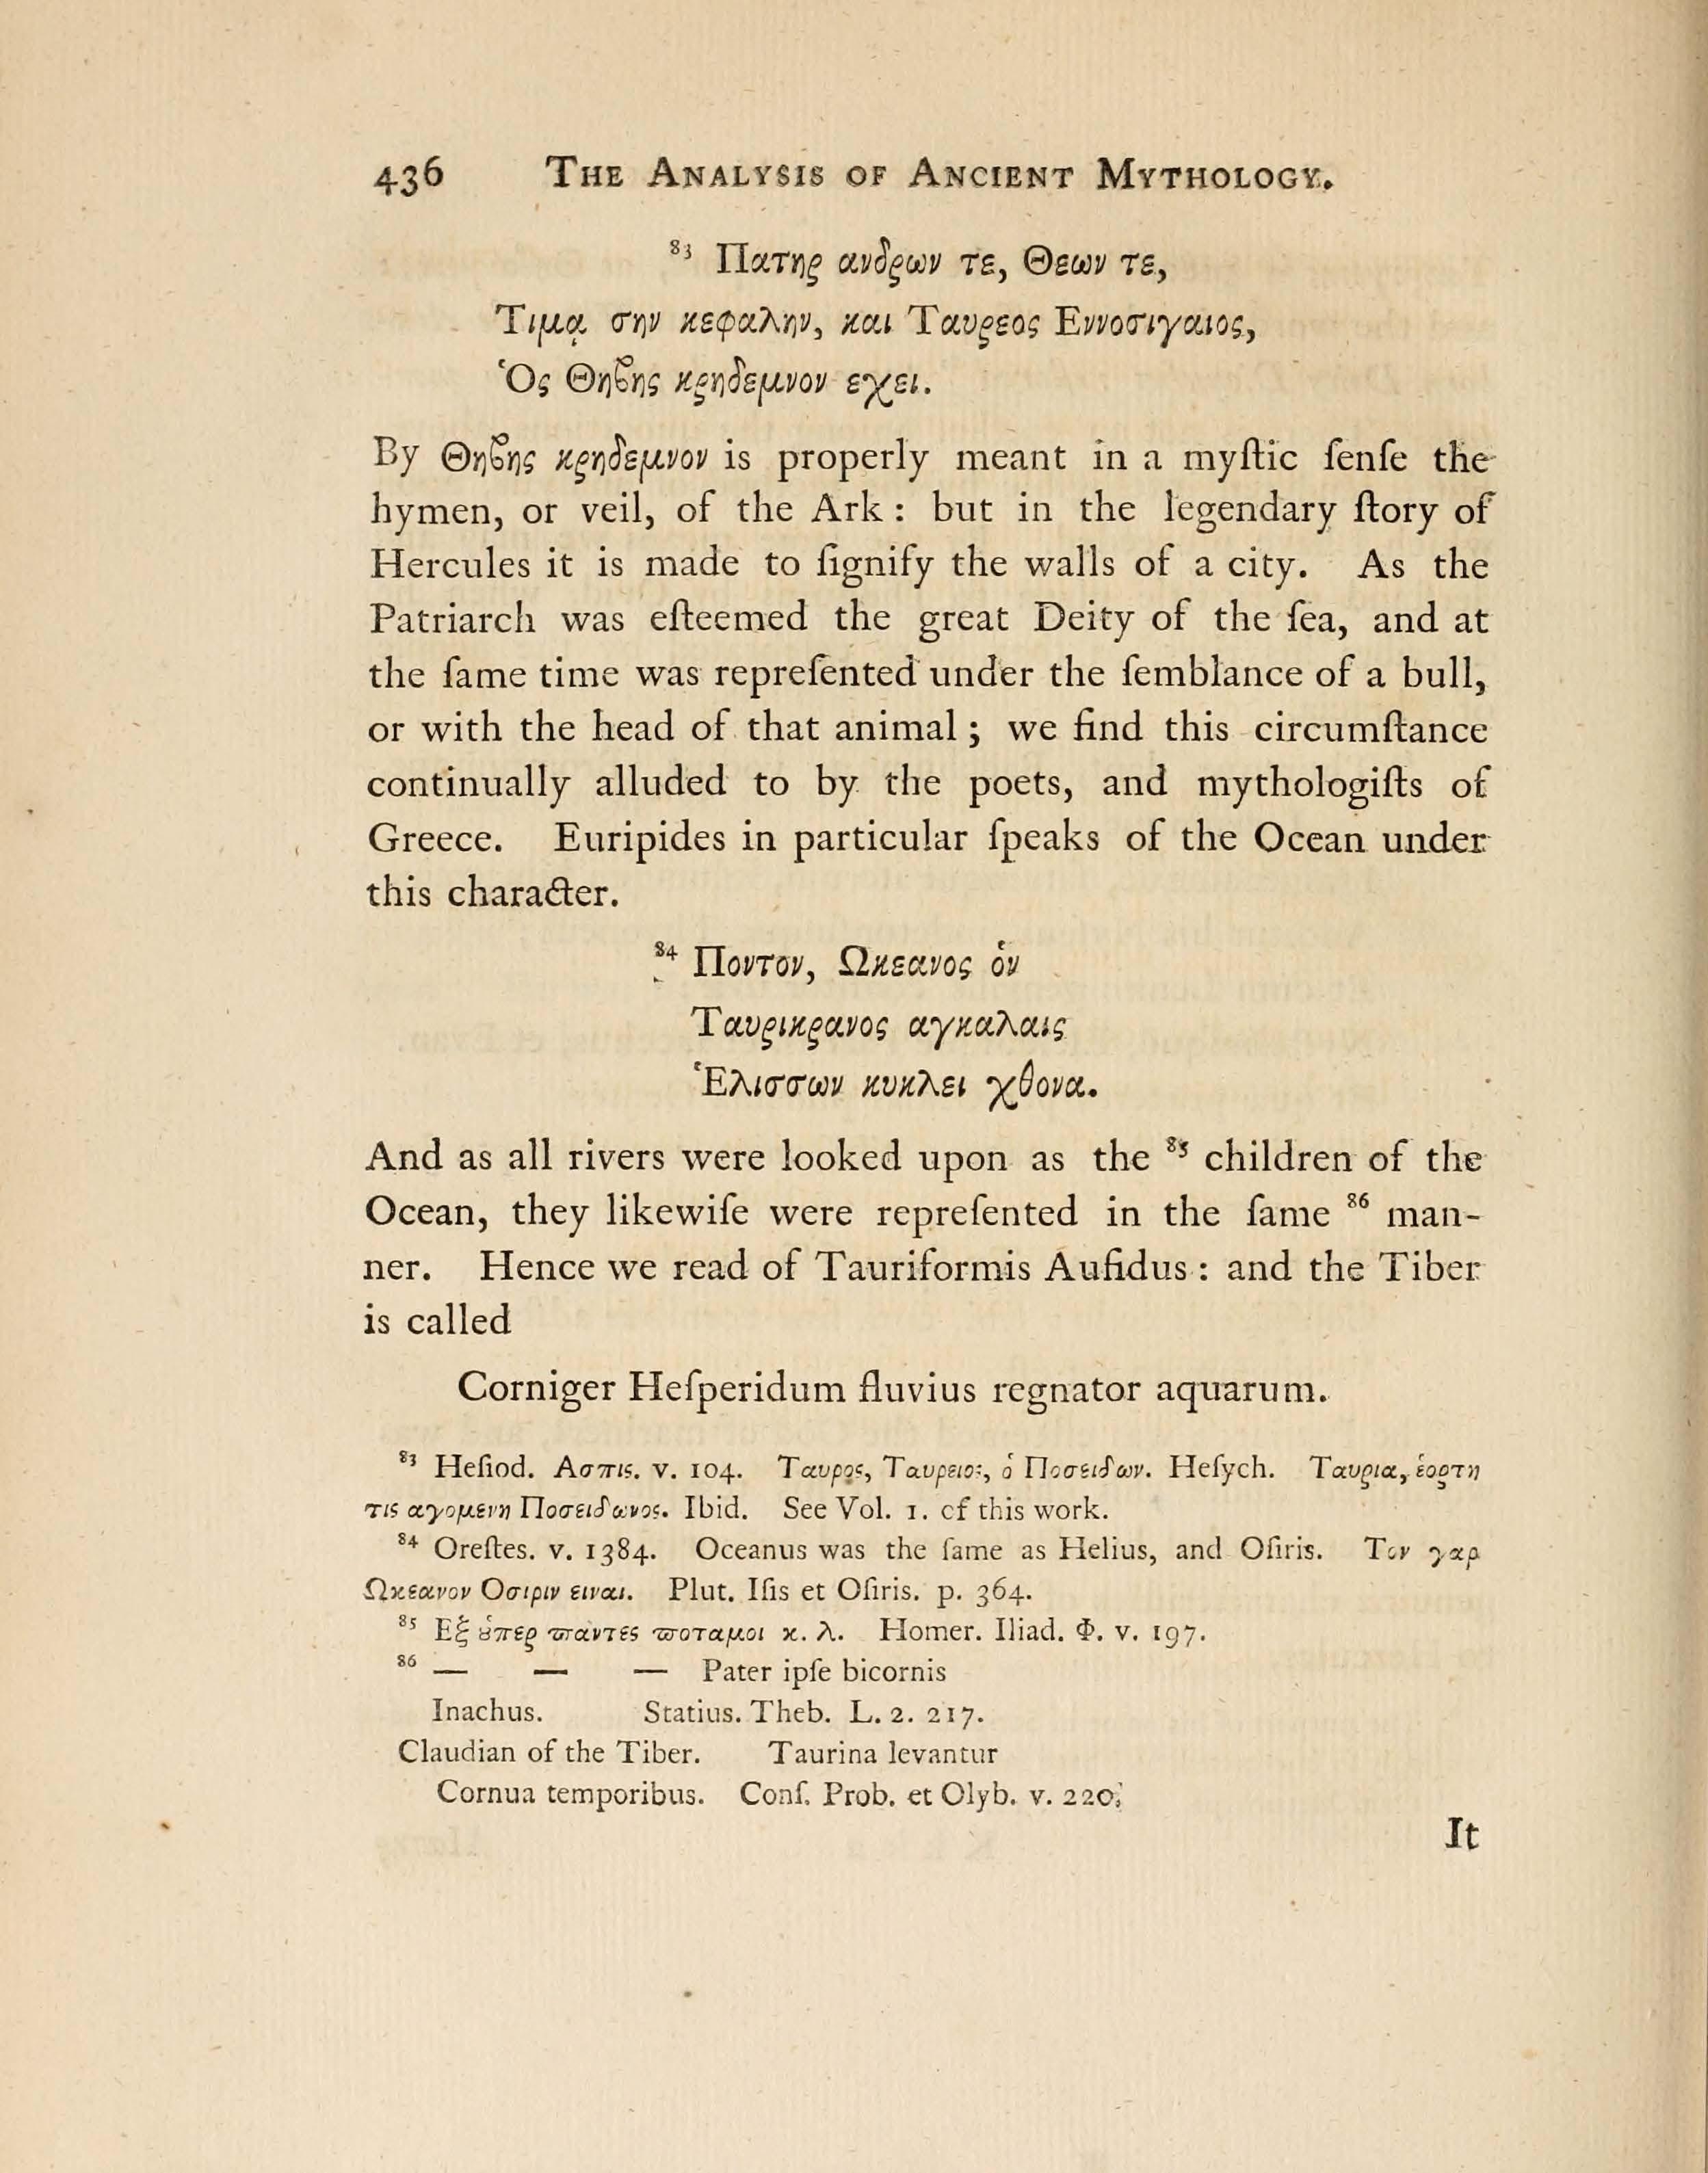 436 THE ANALYSIS OF ANCIENT MYTHOLOGY.
⁸³ Πατηρ ανδρων τε, Θεων τε,
Τιμᾳ σην κεφαλην, και Ταυρεος Εννοσιγαιος,
Ὁς Θηϐης κρηδεμνον εχει.
By Θηϐης κρηδεμνον is properly meant in a myſtic ſenſe the
hymen, or veil, of the Ark: but in the legendary ſtory of
Hercules it is made to ſignify the walls of a city. As the
Patriarch was eſteemed the great Deity of the ſea, and at
the ſame time was repreſented under the ſemblance of a bull,
or with the head of that animal; we find this circumſtance
continually alluded to by the poets, and mythologiſts of
Greece. Euripides in particular ſpeaks of the Ocean under
this character.
⁸⁴ Ποντον, Ωκεανος ὁν
Ταυρικρανος αγκαλαις
Ἑλισσων κυκλει χθονα.
And as all rivers were looked upon as the ⁸⁵ children of the
Ocean, they likewiſe were repreſented in the ſame ⁸⁶ man-
ner. Hence we read of Tauriformis Aufidus: and the Tiber
is called
Corniger Heſperidum fluvius regnator aquarum.
⁸³ Heſiod. Ασπις. v. 104. Ταυρος, Ταυρειος, ὁ Ποσειδων. Heſych. Ταυρια, ἑορτη
τις αγομενη Ποσειδωνος. Ibid. See Vol. 1. of this work.
⁸⁴ Oreſtes. v. 1384. Oceanus was the ſame as Helius, and Oſiris. Τον γαρ
Ωκεανον Οσιριν ειναι. Plut. Iſis et Oſiris. p. 364.
⁸⁵ Εξ ȣ̔περ ϖαντες ϖοταμοι κ. λ. Homer. Iliad. Φ. v. 197.
⁸⁶ — — — Pater ipſe bicornis
Inachus. Statius. Theb. L. 2. 217.
Claudian of the Tiber. Taurina levantur
Cornua temporibus. Conſ. Prob. et Olyb. v. 220.
It